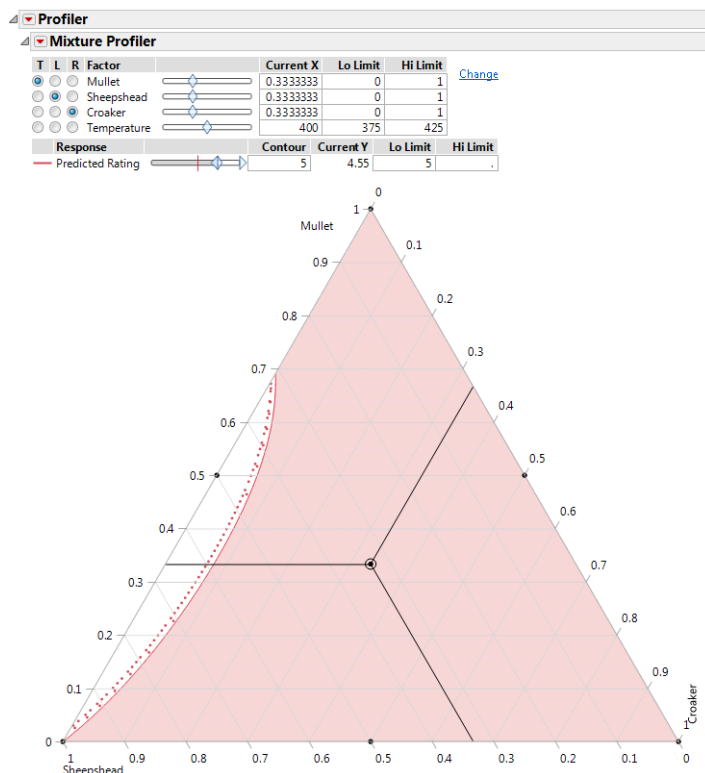 Profiler
Mixture Profiler
T L R Factor Current X Lo Limit Hi Limit
Mullet 0.3333333 0 1 Change
Sheepshead 0.3333333 0 1
Croaker 0.3333333 0 1
Temperature 400 375 425
Response Contour Current Y Lo Limit Hi Limit
Predicted Rating 5 4.55 5 .
0
1
Mullet
0.1
0.9
0.2
0.8
0.3
0.7
0.4
0.6
0.5
0.5
0.6
0.4
0.7
0.3
0.8
0.2
0.9
0.1
Croaker
1
0
1 0.9 0.8 0.7 0.6 0.5 0.4 0.3 0.2 0.1 0
Sheepshead